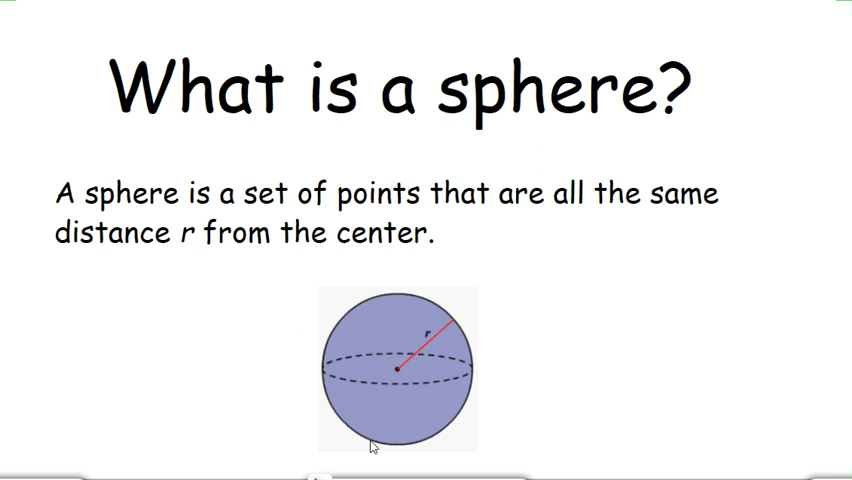 What is a sphere?
A sphere is a set of points that are all the same
distance r from the center.
r